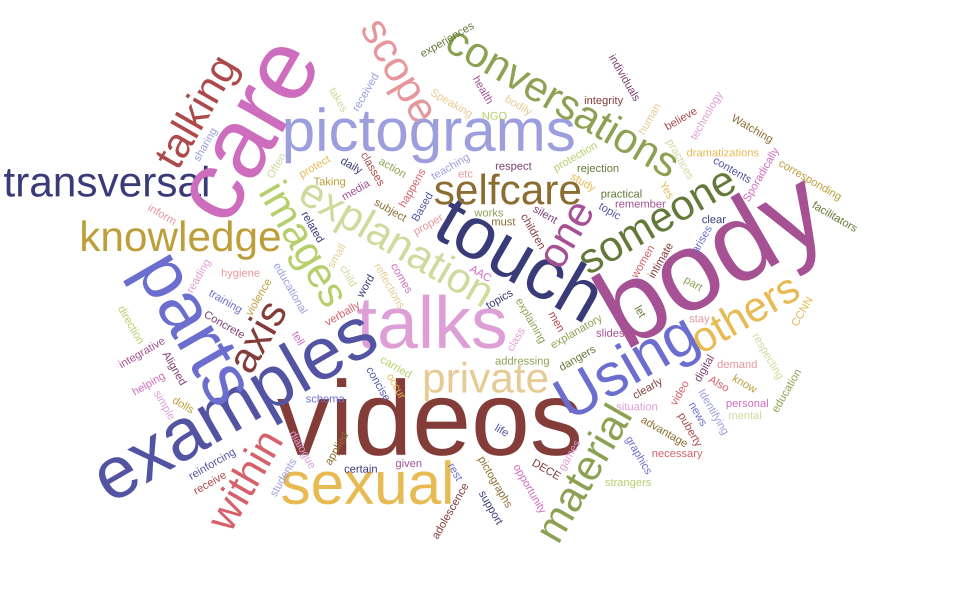 experiences
scope
conversations
individuals
talking
care
received
takes
Speaking
health
bodily
NGO
integrity
human
believe
technology
Watching
pictograms
sharing
Often
protect
daily
classes
action
teaching
etc
respect
protection
rejection
practices
dramatizations
contents
Sporadically
corresponding
transversal
Taking
media
happens
selfcare
study
practical
Yes
someone
facilitators
inform
images
explanation
subject
Based
proper
works
must
silent
children
one
topic
remember
clear
arises
body
knowledge
related
small
child
touch
women
intimate
reading
hygiene
educational
word
reflections
comes
AAC
topics
part
others
CCNN
parts
training
violence
axis
verbally
talks
explaining
men
explanatory
let
stay
direction
Concrete
tell
class
slides
Using
respecting
integrative
Aligned
examples
carried
addressing
dangers
digital
demand
helping
simple
dolls
concise
occur
private
clearly
video
Also
know
education
schema
videos
life
situation
news
identifying
personal
mental
within
dialogue
applied
material
advantage
puberty
reinforcing
receive
students
certain
given
rest
pictographs
DECE
games
graphics
necessary
sexual
adolescence
support
opportunity
strangers